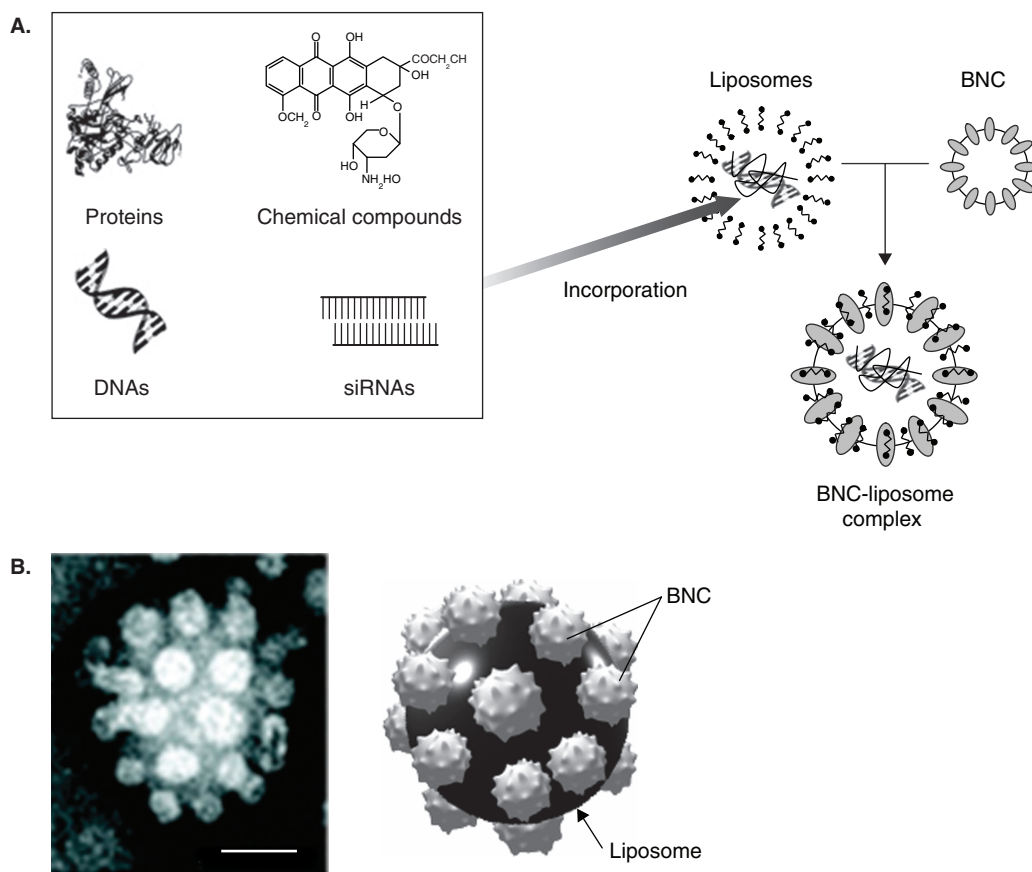 A.
O
OH
COCH2CH
OH
O
OH
H
OCH2
O
O
HO
NH2HO
Proteins
Chemical compounds
DNAs
siRNAs
Incorporation
Liposomes
BNC
BNC-liposome
complex
B.
BNC
Liposome